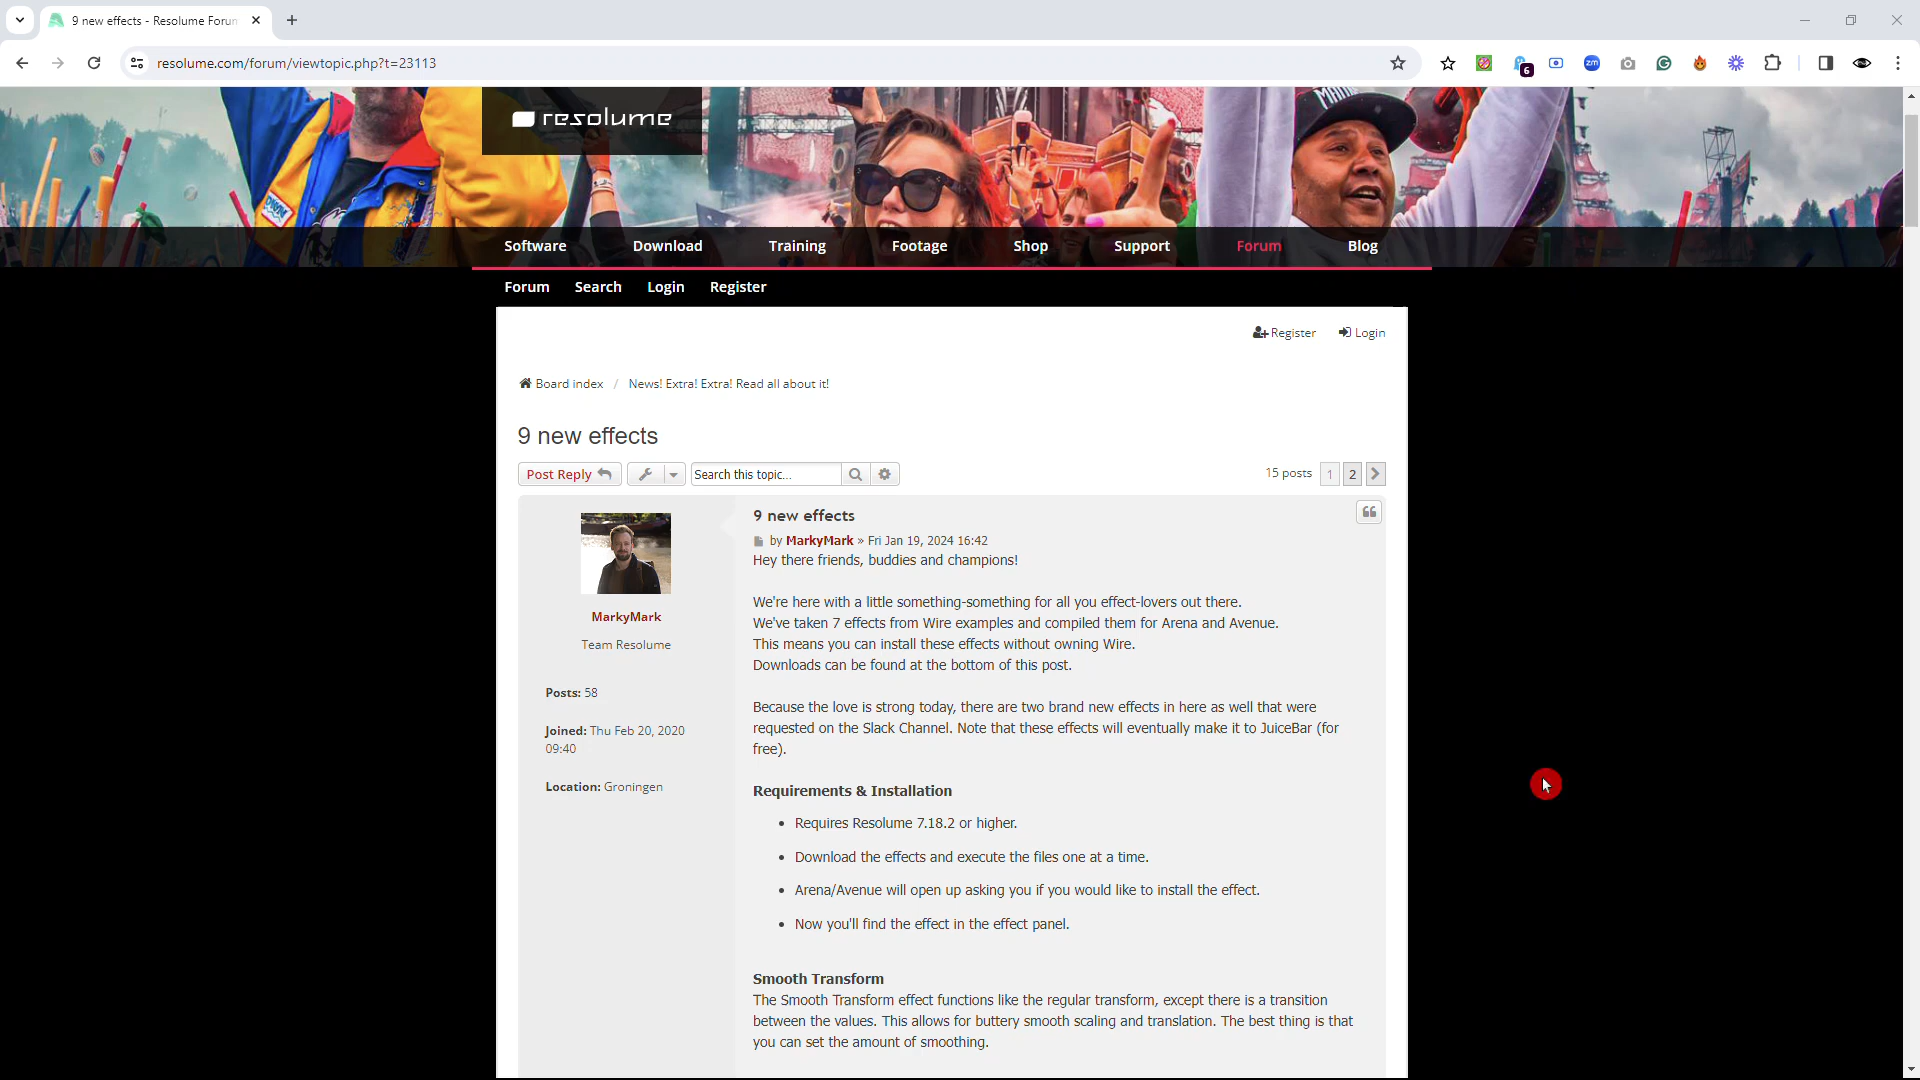 9 new effects - Resolume Forum
resolume.com/forum/viewtopic.php?t=23113
6
zm
resolume
Software Download Training Footage Shop Support Forum Blog
Forum Search Login Register
Register Login
Board index / News! Extra! Extra! Read all about it!
9 new effects
Post Reply Search this topic... 15 posts 1 2
9 new effects
by MarkyMark » Fri Jan 19, 2024 16:42
Hey there friends, buddies and champions!
We're here with a little something-something for all you effect-lovers out there.
We've taken 7 effects from Wire examples and compiled them for Arena and Avenue.
This means you can install these effects without owning Wire.
Downloads can be found at the bottom of this post.
Because the love is strong today, there are two brand new effects in here as well that were
requested on the Slack Channel. Note that these effects will eventually make it to JuiceBar (for
free).
Requirements & Installation
• Requires Resolume 7.18.2 or higher.
• Download the effects and execute the files one at a time.
• Arena/Avenue will open up asking you if you would like to install the effect.
• Now you'll find the effect in the effect panel.
Smooth Transform
The Smooth Transform effect functions like the regular transform, except there is a transition
between the values. This allows for buttery smooth scaling and translation. The best thing is that
you can set the amount of smoothing.
MarkyMark
Team Resolume
Posts: 58
Joined: Thu Feb 20, 2020
09:40
Location: Groningen